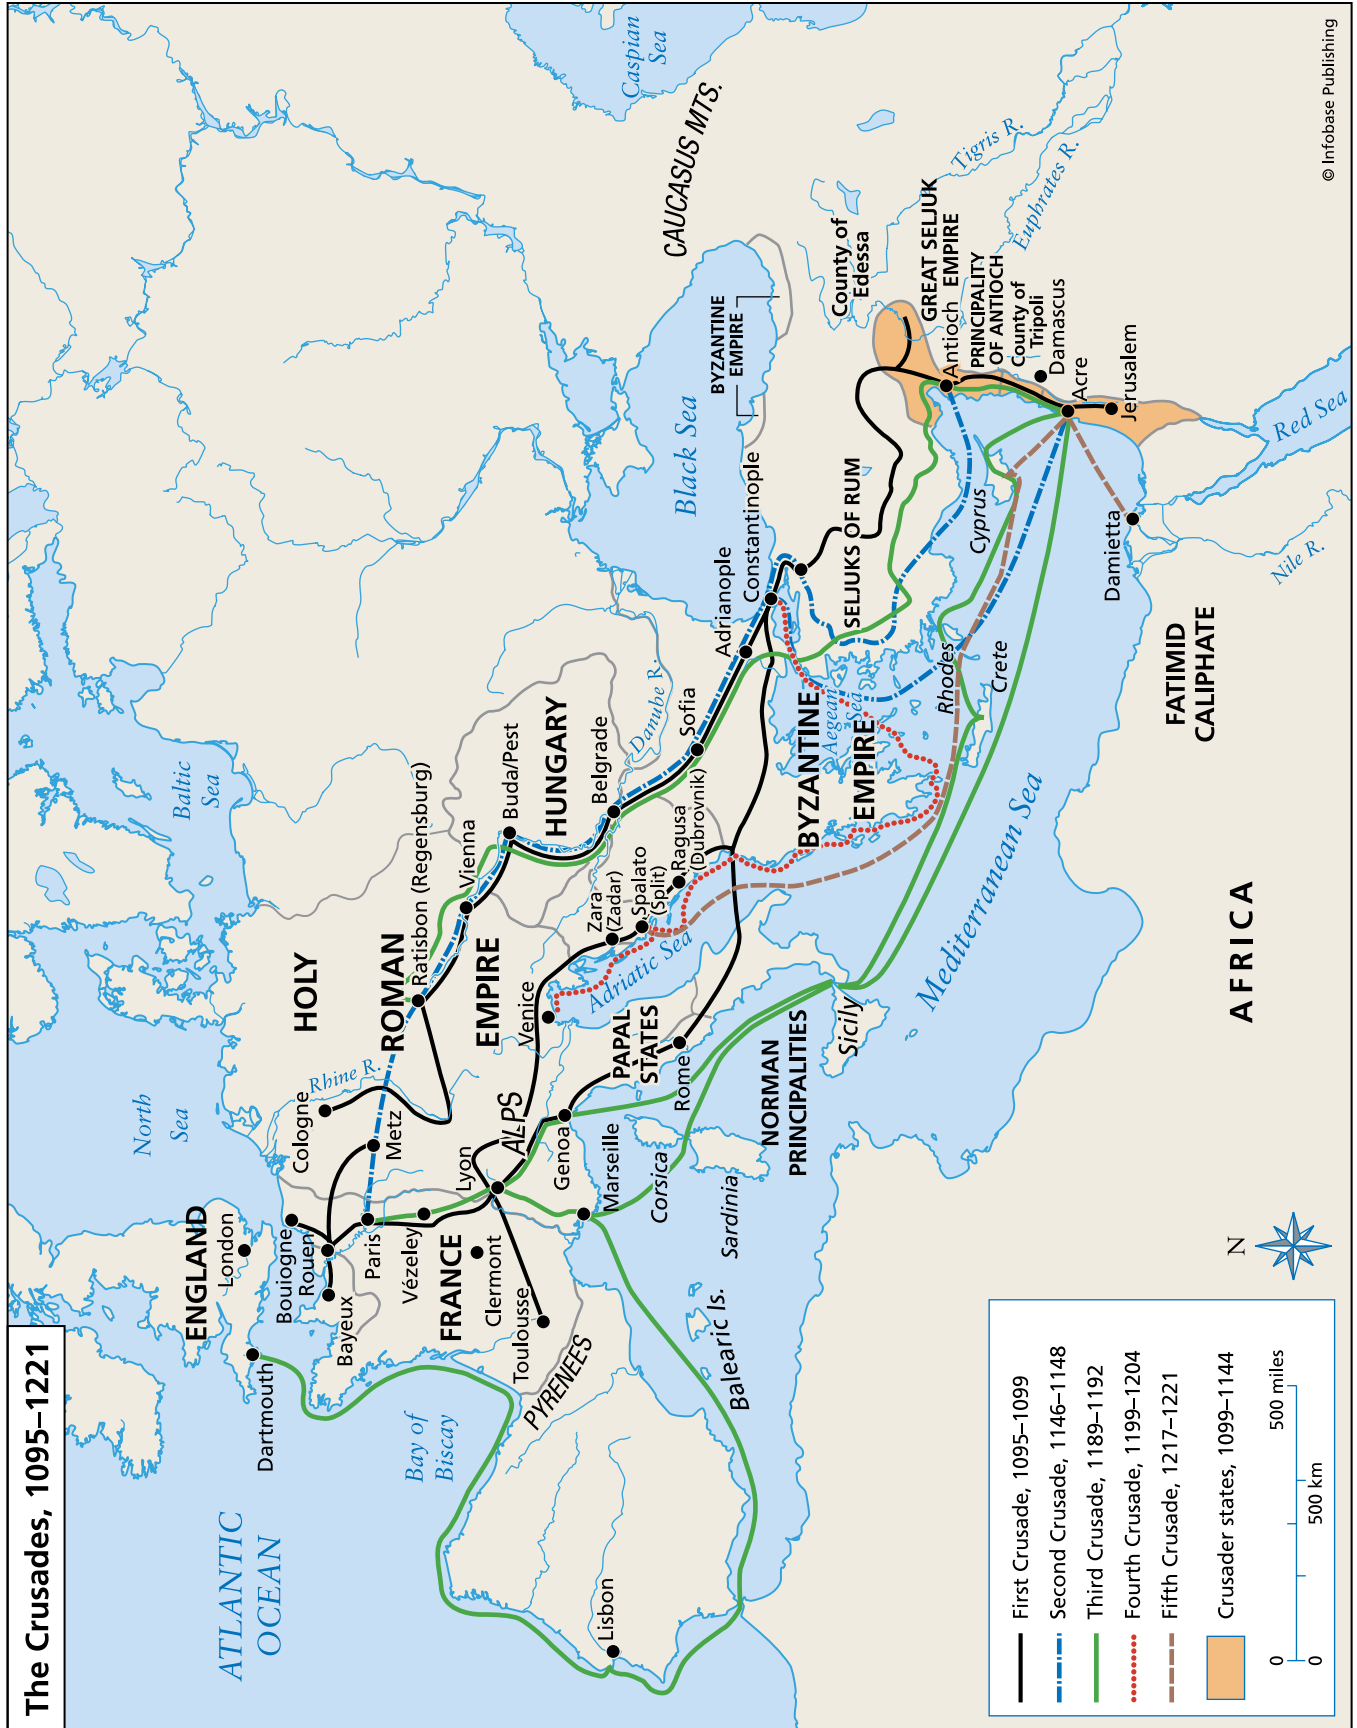 The Crusades, 1095–1221
ATLANTIC
OCEAN
North
Sea
Baltic
Sea
Caspian
Sea
CAUCASUS MTS.
ENGLAND
London
Dartmouth
Bouiogne
Rouen
Bayeux
Paris
Vézeley
FRANCE
Clermont
Toulousse
PYRENEES
Bay of
Biscay
Lisbon
Cologne
Rhine R.
Metz
Lyon
ALPS
Genoa
Marseille
Corsica
Sardinia
Balearic Is.
HOLY
ROMAN
EMPIRE
Ratisbon (Regensburg)
Vienna
Buda/Pest
HUNGARY
Belgrade
Danube R.
Sofia
Adrianople
Constantinople
Black Sea
BYZANTINE
EMPIRE
Venice
Zara
(Zadar)
Spalato
(Split)
Ragusa
(Dubrovnik)
Adriatic Sea
PAPAL
STATES
Rome
NORMAN
PRINCIPALITIES
Sicily
BYZANTINE
EMPIRE
Aegean
Sea
SELJUKS OF RUM
Rhodes
Crete
Cyprus
Mediterranean Sea
County of
Edessa
GREAT SELJUK
EMPIRE
Antioch
PRINCIPALITY
OF ANTIOCH
County of
Tripoli
Damascus
Acre
Jerusalem
Tigris R.
Euphrates R.
Red Sea
Nile R.
Damietta
FATIMID
CALIPHATE
AFRICA
N
First Crusade, 1095–1099
Second Crusade, 1146–1148
Third Crusade, 1189–1192
Fourth Crusade, 1199–1204
Fifth Crusade, 1217–1221
Crusader states, 1099–1144
0 500 miles
0 500 km
© Infobase Publishing